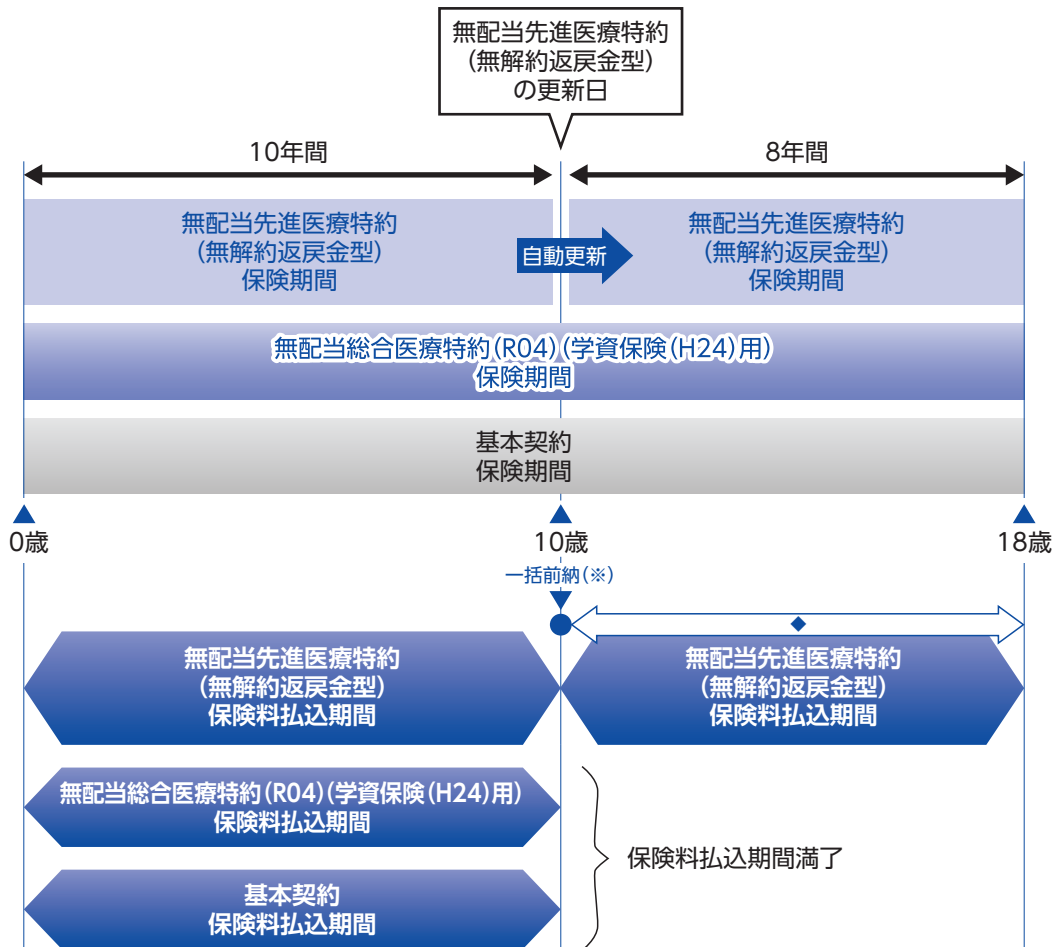 無配当先進医療特約
(無解約返戻金型)
の更新日
10年間
8年間
無配当先進医療特約
(無解約返戻金型)
保険期間
自動更新
無配当先進医療特約
(無解約返戻金型)
保険期間
無配当総合医療特約(R04)(学資保険(H24)用)
保険期間
基本契約
保険期間
0歳
10歳
18歳
一括前納(※)
無配当先進医療特約
(無解約返戻金型)
保険料払込期間
無配当先進医療特約
(無解約返戻金型)
保険料払込期間
無配当総合医療特約(R04)(学資保険(H24)用)
保険料払込期間
保険料払込期間満了
基本契約
保険料払込期間